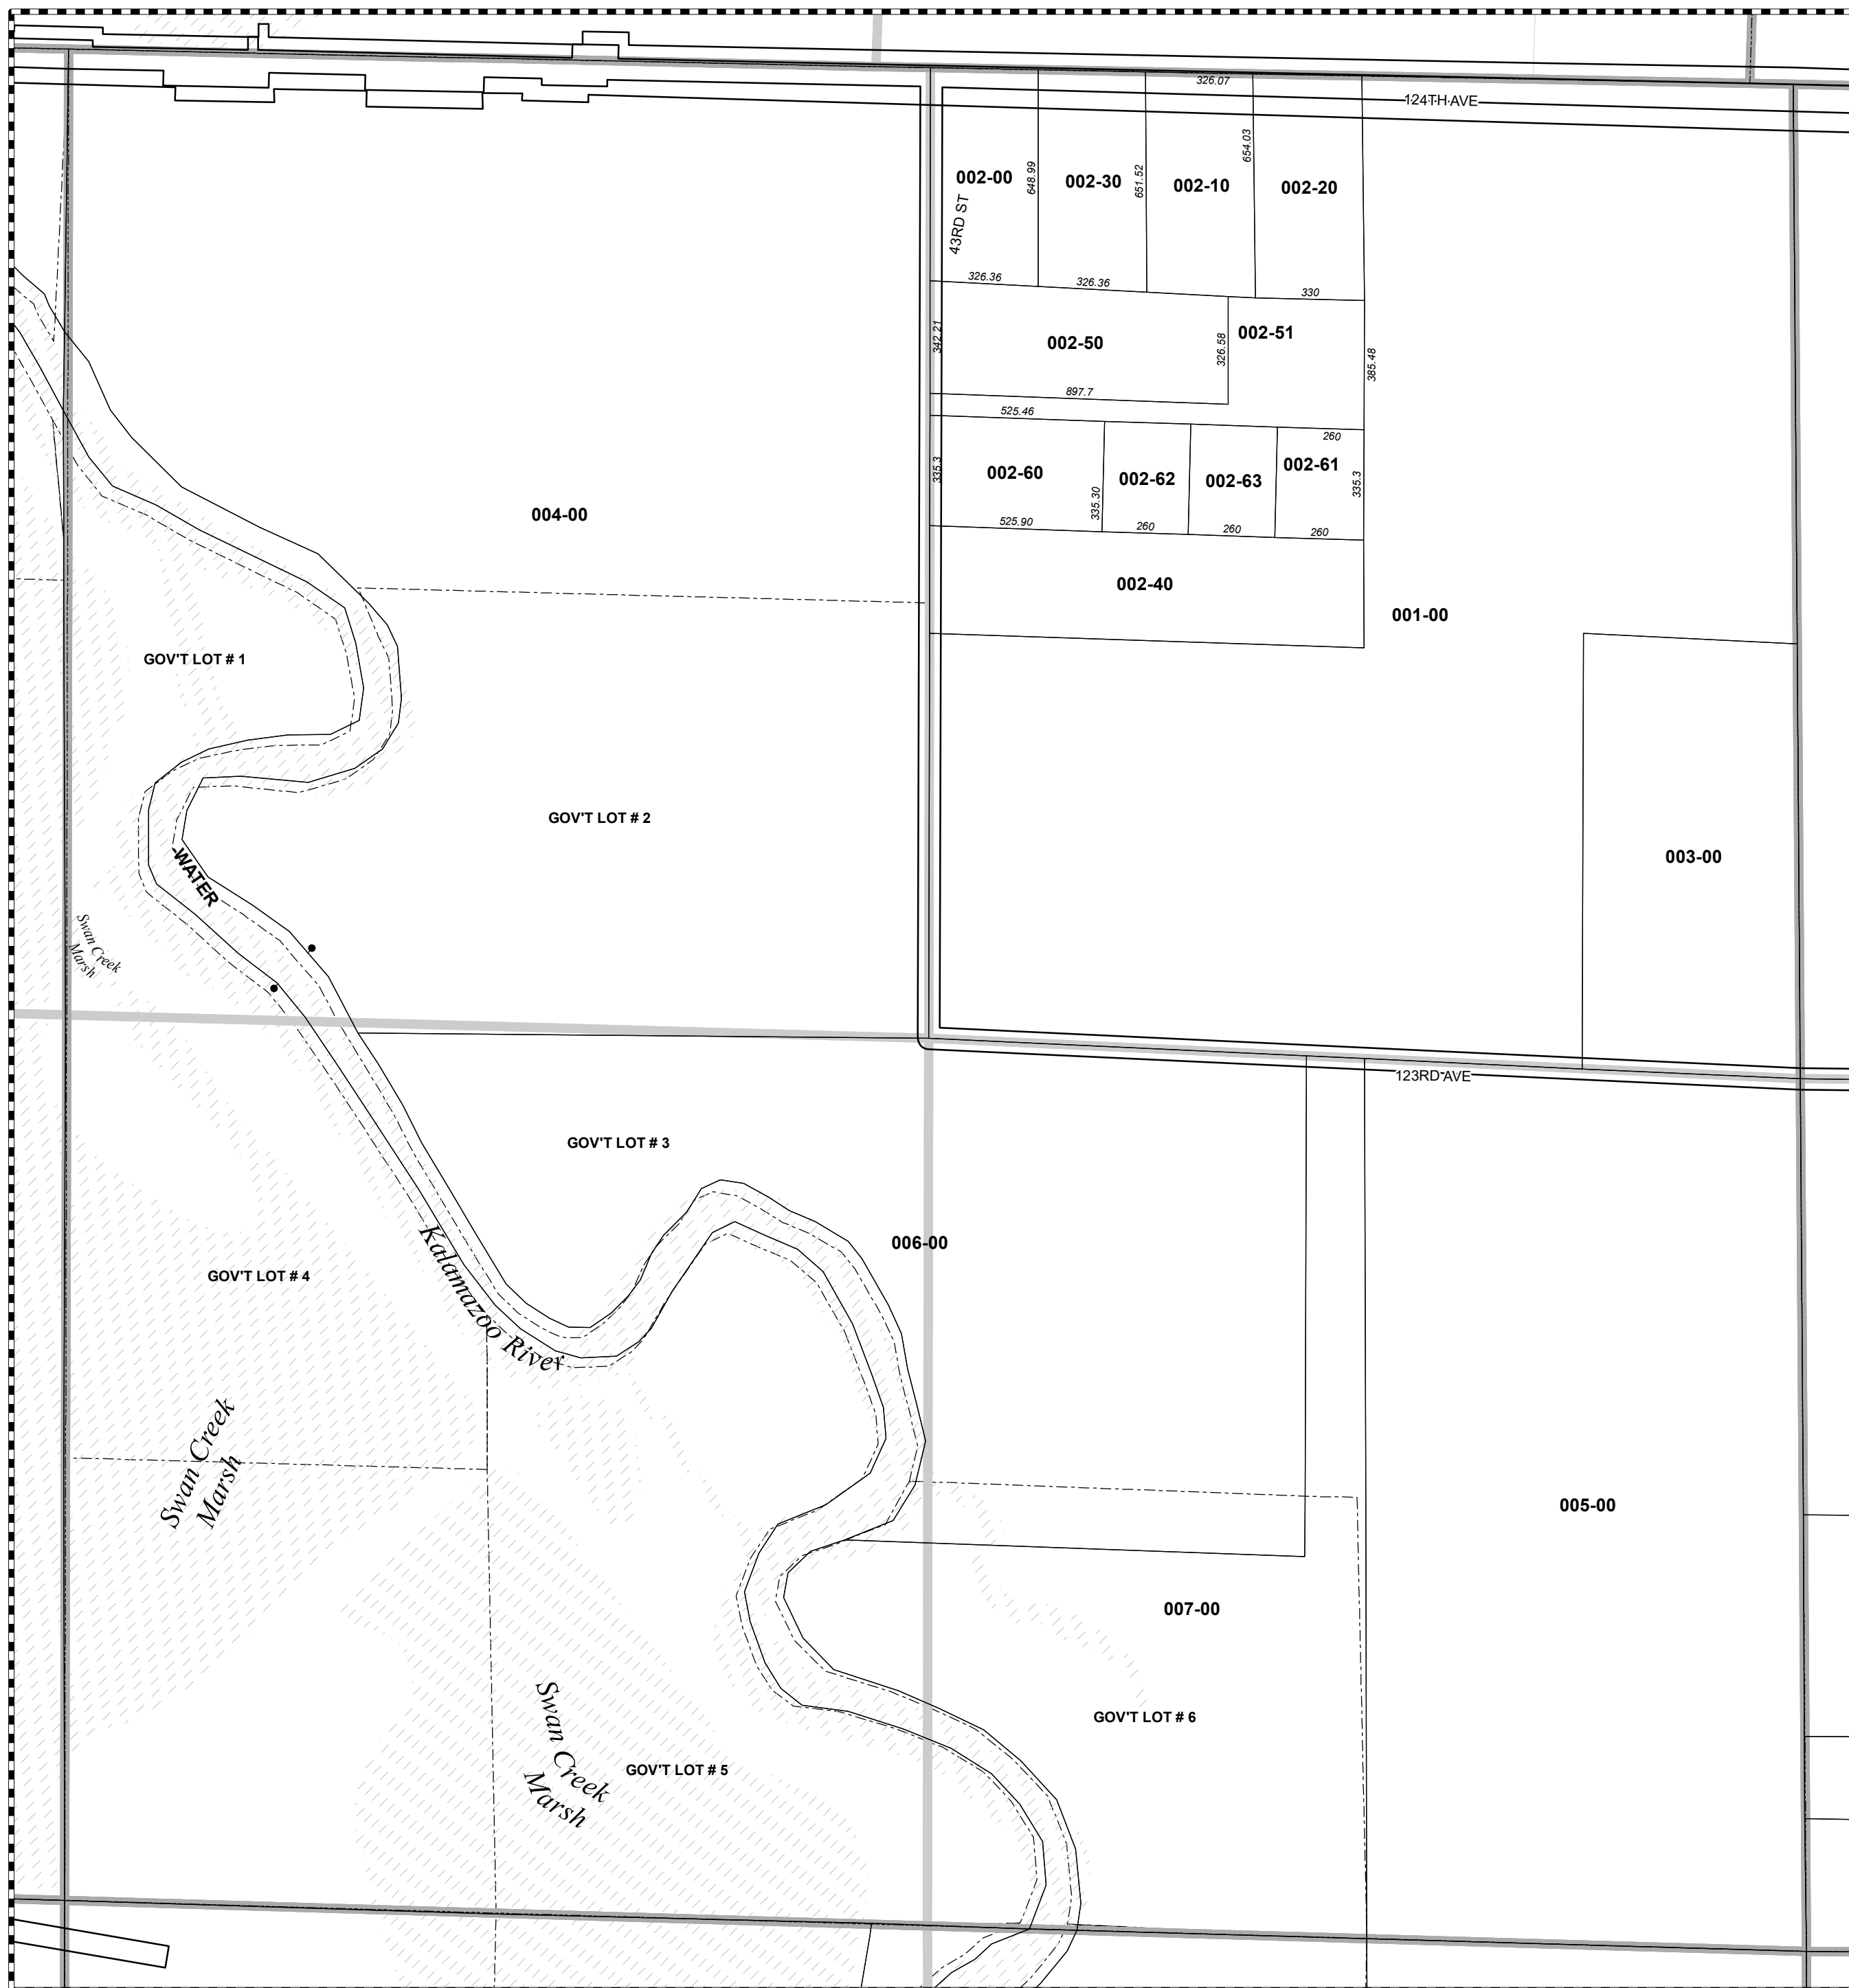 326.07
124TH AVE
654.03
648.99
651.52
002-00
002-30
002-10
002-20
43RD ST
326.36
326.36
330
342.21
002-50
326.58
002-51
385.48
897.7
525.46
260
335.3
002-60
335.30
002-62
002-63
002-61
335.3
525.90
260
260
260
004-00
002-40
001-00
GOV'T LOT # 1
GOV'T LOT # 2
003-00
WATER
Swan Creek
Marsh
123RD AVE
GOV'T LOT # 3
006-00
GOV'T LOT # 4
Kalamazoo River
Swan Creek
Marsh
005-00
007-00
GOV'T LOT # 6
Swan Creek
Marsh
GOV'T LOT # 5